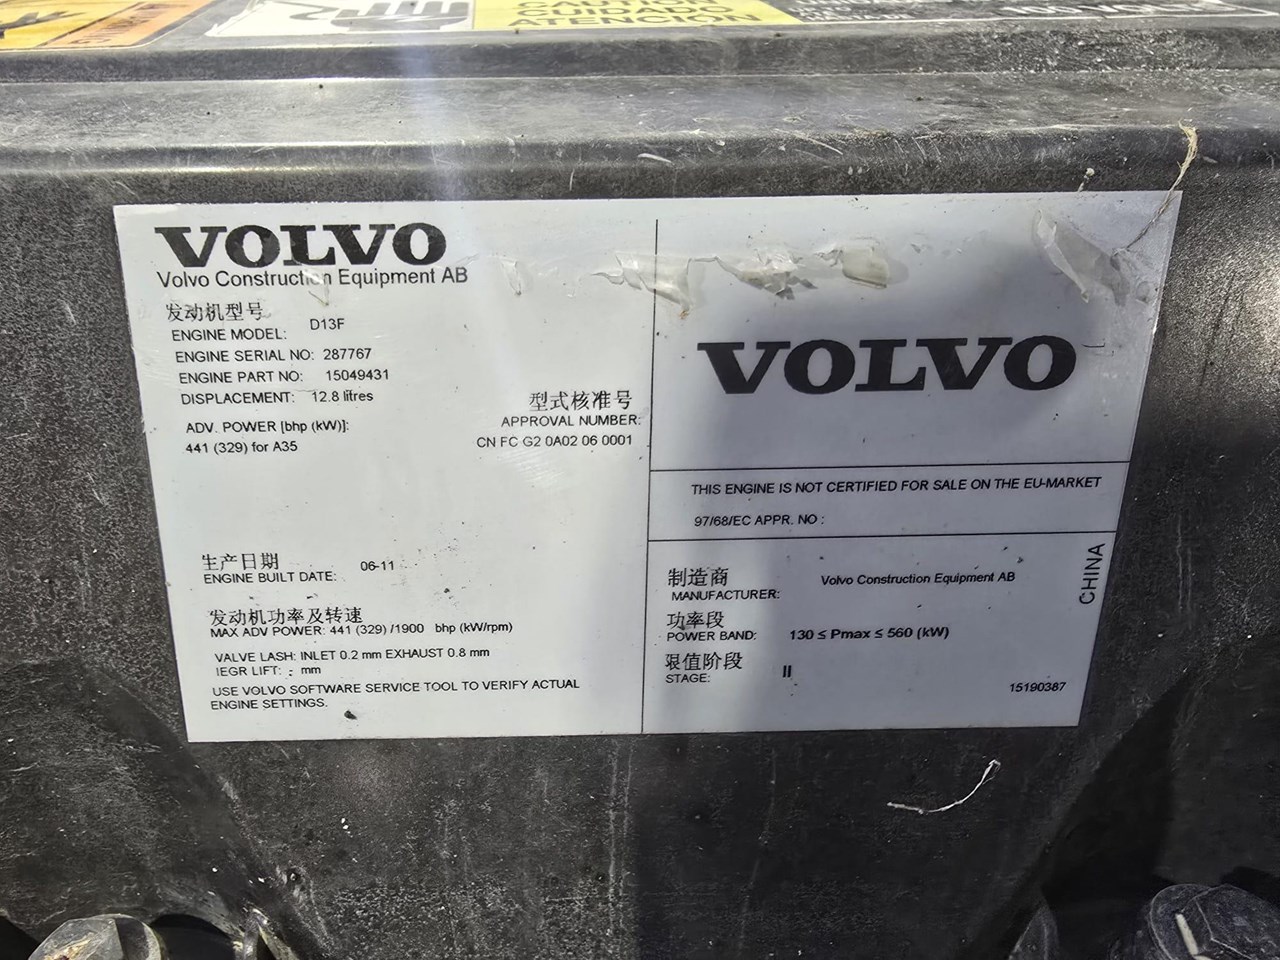 CAUTION
CUIDADO
ATENCIÓN
VOLVO
Volvo Construction Equipment AB
发动机型号
ENGINE MODEL: D13F
ENGINE SERIAL NO: 287767
ENGINE PART NO: 15049431
DISPLACEMENT: 12.8 litres
ADV. POWER [bhp (kW)]:
441 (329) for A35
型式核准号
APPROVAL NUMBER:
CN FC G2 0A02 06 0001
生产日期
ENGINE BUILT DATE: 06-11
发动机功率及转速
MAX ADV POWER: 441 (329) /1900 bhp (kW/rpm)
VALVE LASH: INLET 0.2 mm EXHAUST 0.8 mm
IEGR LIFT: - mm
USE VOLVO SOFTWARE SERVICE TOOL TO VERIFY ACTUAL
ENGINE SETTINGS.
VOLVO
THIS ENGINE IS NOT CERTIFIED FOR SALE ON THE EU-MARKET
97/68/EC APPR. NO :
制造商
MANUFACTURER: Volvo Construction Equipment AB
功率段
POWER BAND: 130 ≤ Pmax ≤ 560 (kW)
限值阶段
STAGE: II
15190387
CHINA